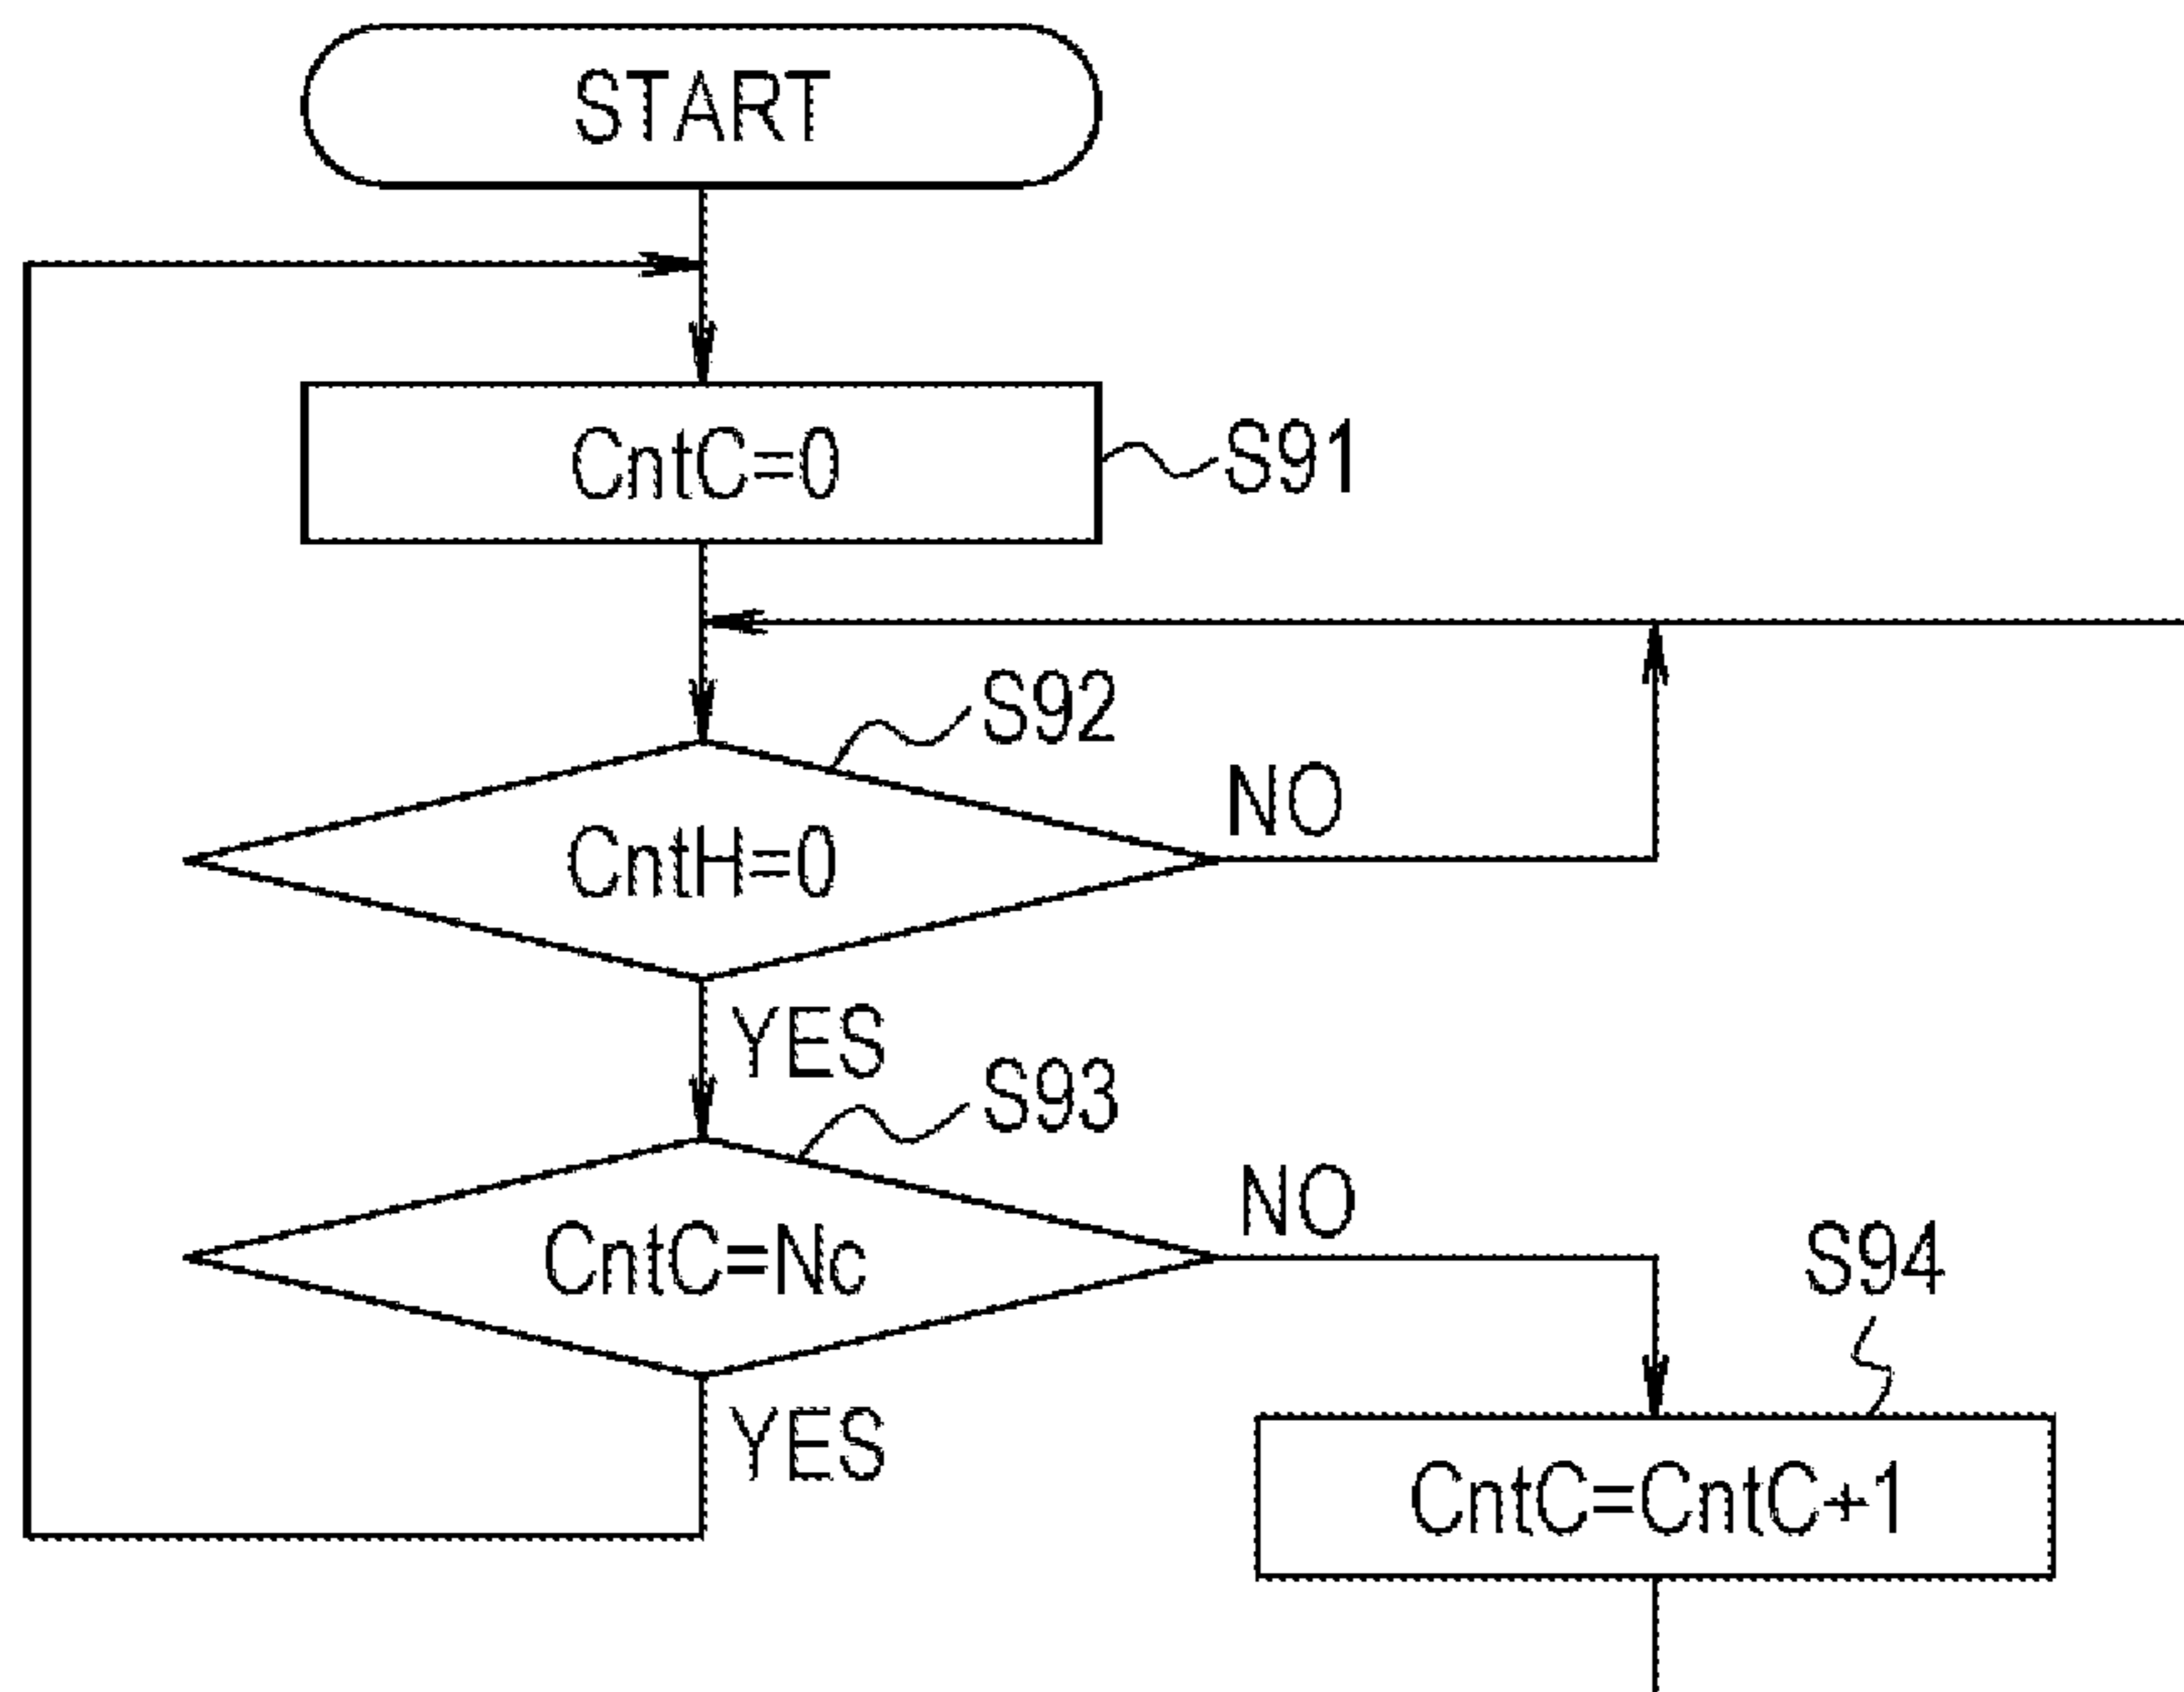 START
CntC=0
S91
S92
CntH=0
NO
YES
S93
CntC=Nc
NO
S94
YES
CntC=CntC+1